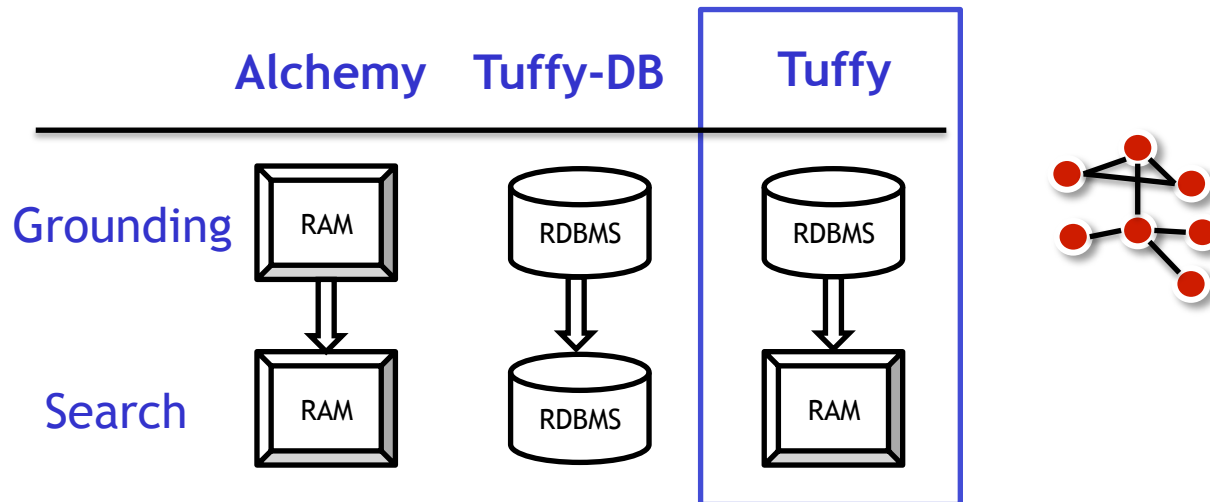 Alchemy Tuffy-DB Tuffy
Grounding RAM RDBMS RDBMS
Search RAM RDBMS RAM